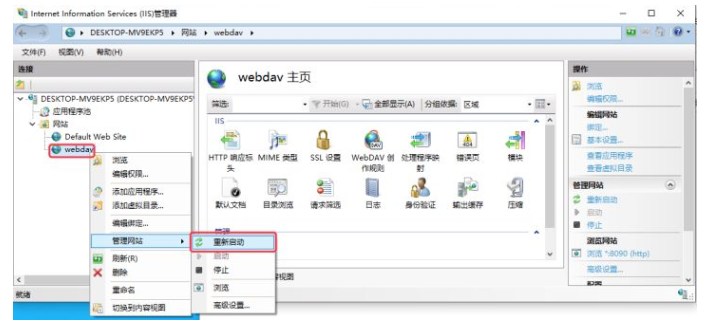 Internet Information Services (IIS)管理器
DESKTOP-MV9EKP5 网站 webdav
文件(F) 视图(V) 帮助(H)
连接
DESKTOP-MV9EKP5 (DESKTOP-MV9EKP5
应用程序池
网站
Default Web Site
webdav
浏览
编辑权限...
添加应用程序...
添加虚拟目录...
编辑绑定...
管理网站
刷新(R)
删除
重命名
切换到内容视图
重新启动
启动
停止
浏览
高级设置...
webdav 主页
筛选: 开始(G) 全部显示(A) 分组依据: 区域
IIS
HTTP 响应标头 MIME 类型 SSL 设置 WebDAV 创作规则 处理程序映射 错误页 模块
默认文档 目录浏览 请求筛选 日志 身份验证 输出缓存 压缩
管理
视图
操作
浏览
编辑权限...
编辑网站
绑定...
基本设置...
查看应用程序
查看虚拟目录
管理网站
重新启动
启动
停止
浏览网站
浏览 *:8090 (http)
高级设置...
配置
就绪